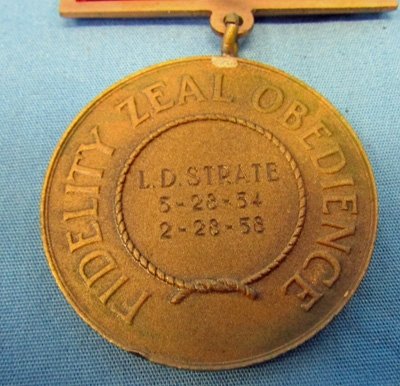 FIDELITY ZEAL OBEDIENCE
L.D. STRATE
5-28-54
2-28-58